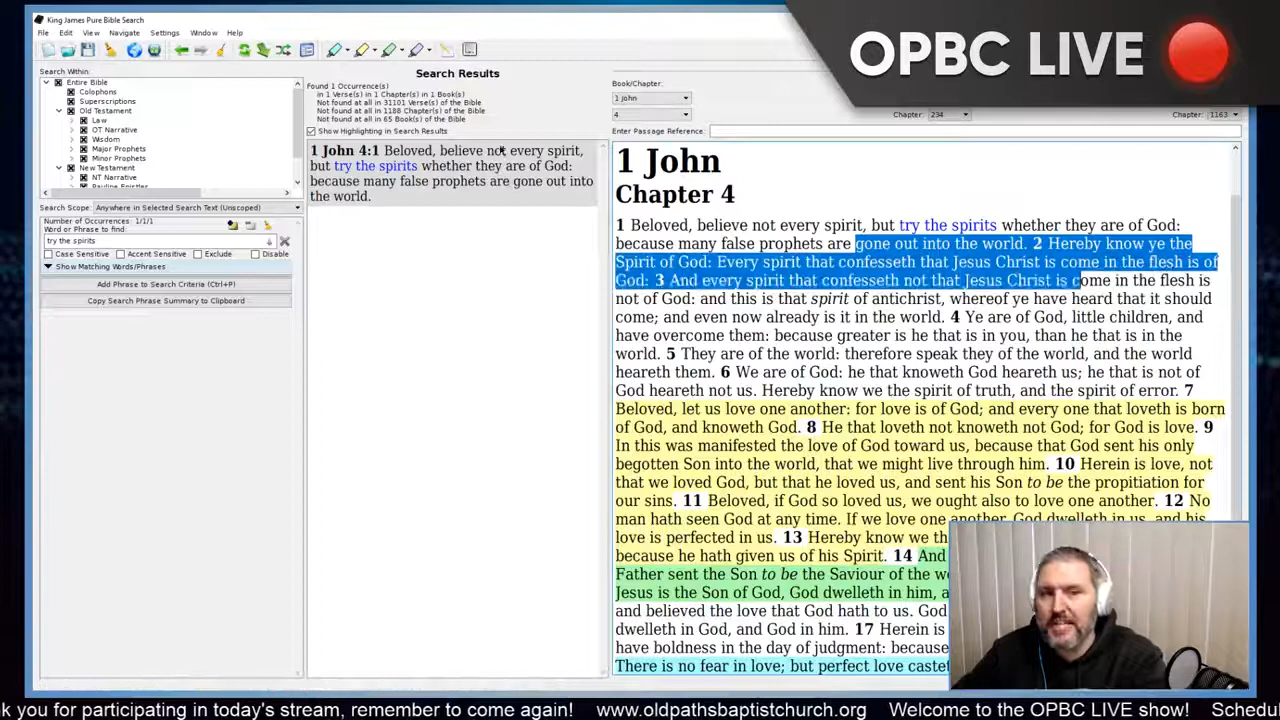 King James Pure Bible Search
File Edit View Navigate Settings Window Help
OPBC LIVE
Search Within:
Entire Bible
Colophons
Superscriptions
Old Testament
Law
OT Narrative
Wisdom
Major Prophets
Minor Prophets
New Testament
NT Narrative
Pauline Epistles
Search Scope: Anywhere in Selected Search Text (Unscoped)
Number of Occurrences: 1/1/1
Word or Phrase to find:
try the spirits
Case Sensitive Accent Sensitive Exclude Disable
Show Matching Words/Phrases
Add Phrase to Search Criteria (Ctrl+P)
Copy Search Phrase Summary to Clipboard
Search Results
Found 1 Occurrence(s)
in 1 Verse(s) in 1 Chapter(s) in 1 Book(s)
Not found at all in 31101 Verse(s) of the Bible
Not found at all in 1188 Chapter(s) of the Bible
Not found at all in 65 Book(s) of the Bible
Show Highlighting in Search Results
1 John 4:1 Beloved, believe not every spirit,
but try the spirits whether they are of God:
because many false prophets are gone out into
the world.
Book/Chapter:
1 John
4
Chapter: 234
Chapter: 1163
Enter Passage Reference:
1 John
Chapter 4
1 Beloved, believe not every spirit, but try the spirits whether they are of God:
because many false prophets are gone out into the world. 2 Hereby know ye the
Spirit of God: Every spirit that confesseth that Jesus Christ is come in the flesh is of
God: 3 And every spirit that confesseth not that Jesus Christ is come in the flesh is
not of God: and this is that spirit of antichrist, whereof ye have heard that it should
come; and even now already is it in the world. 4 Ye are of God, little children, and
have overcome them: because greater is he that is in you, than he that is in the
world. 5 They are of the world: therefore speak they of the world, and the world
heareth them. 6 We are of God: he that knoweth God heareth us; he that is not of
God heareth not us. Hereby know we the spirit of truth, and the spirit of error. 7
Beloved, let us love one another: for love is of God; and every one that loveth is born
of God, and knoweth God. 8 He that loveth not knoweth not God; for God is love. 9
In this was manifested the love of God toward us, because that God sent his only
begotten Son into the world, that we might live through him. 10 Herein is love, not
that we loved God, but that he loved us, and sent his Son to be the propitiation for
our sins. 11 Beloved, if God so loved us, we ought also to love one another. 12 No
man hath seen God at any time. If we love one another, God dwelleth in us, and his
love is perfected in us. 13 Hereby know we th
because he hath given us of his Spirit. 14 And
Father sent the Son to be the Saviour of the w
Jesus is the Son of God, God dwelleth in him, a
and believed the love that God hath to us. God
dwelleth in God, and God in him. 17 Herein is
have boldness in the day of judgment: because
There is no fear in love; but perfect love castet
k you for participating in today's stream, remember to come again! www.oldpathsbaptistchurch.org Welcome to the OPBC LIVE show! Schedu